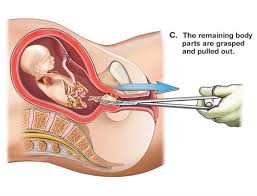 C. The remaining body
parts are grasped
and pulled out.